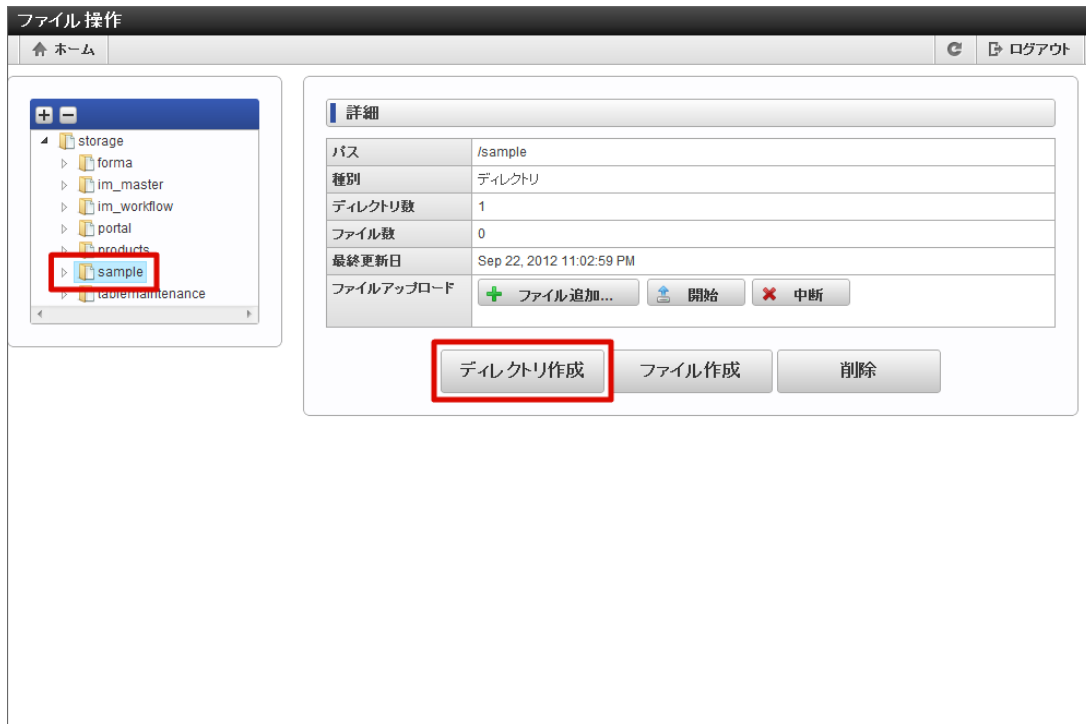 ファイル操作
ホーム
ログアウト
storage
forma
im_master
im_workflow
portal
products
sample
tablemaintenance
詳細
パス /sample
種別 ディレクトリ
ディレクトリ数 1
ファイル数 0
最終更新日 Sep 22, 2012 11:02:59 PM
ファイルアップロード ファイル追加... 開始 中断
ディレクトリ作成 ファイル作成 削除